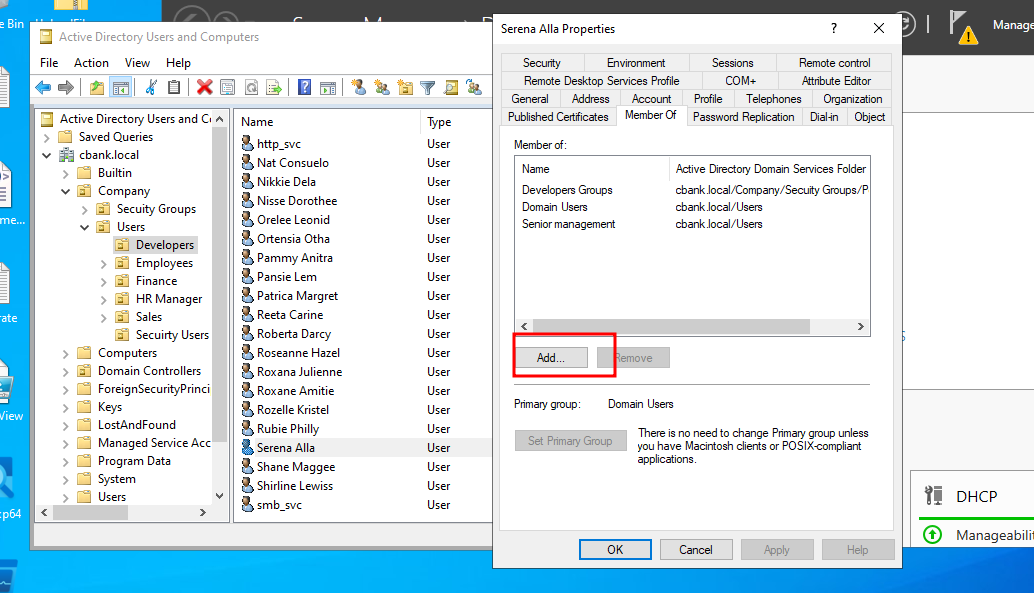 e Bin
Manage
Active Directory Users and Computers
File Action View Help
Active Directory Users and Co
Saved Queries
cbank.local
Builtin
Company
Secuity Groups
Users
Developers
Employees
Finance
HR Manager
Sales
Secuirty Users
Computers
Domain Controllers
ForeignSecurityPrinci
Keys
LostAndFound
Managed Service Acc
Program Data
System
Users
Name Type
http_svc User
Nat Consuelo User
Nikkie Dela User
Nisse Dorothee User
Orelee Leonid User
Ortensia Otha User
Pammy Anitra User
Pansie Lem User
Patrica Margret User
Reeta Carine User
Roberta Darcy User
Roseanne Hazel User
Roxana Julienne User
Roxane Amitie User
Rozelle Kristel User
Rubie Philly User
Serena Alla User
Shane Maggee User
Shirline Lewiss User
smb_svc User
Serena Alla Properties ?
Security Environment Sessions Remote control
Remote Desktop Services Profile COM+ Attribute Editor
General Address Account Profile Telephones Organization
Published Certificates Member Of Password Replication Dial-in Object
Member of:
Name Active Directory Domain Services Folder
Developers Groups cbank.local/Company/Secuity Groups/P
Domain Users cbank.local/Users
Senior management cbank.local/Users
Add... Remove
Primary group: Domain Users
Set Primary Group
There is no need to change Primary group unless
you have Macintosh clients or POSIX-compliant
applications.
OK Cancel Apply Help
me...
rate
View
cp64
DHCP
Manageabilit